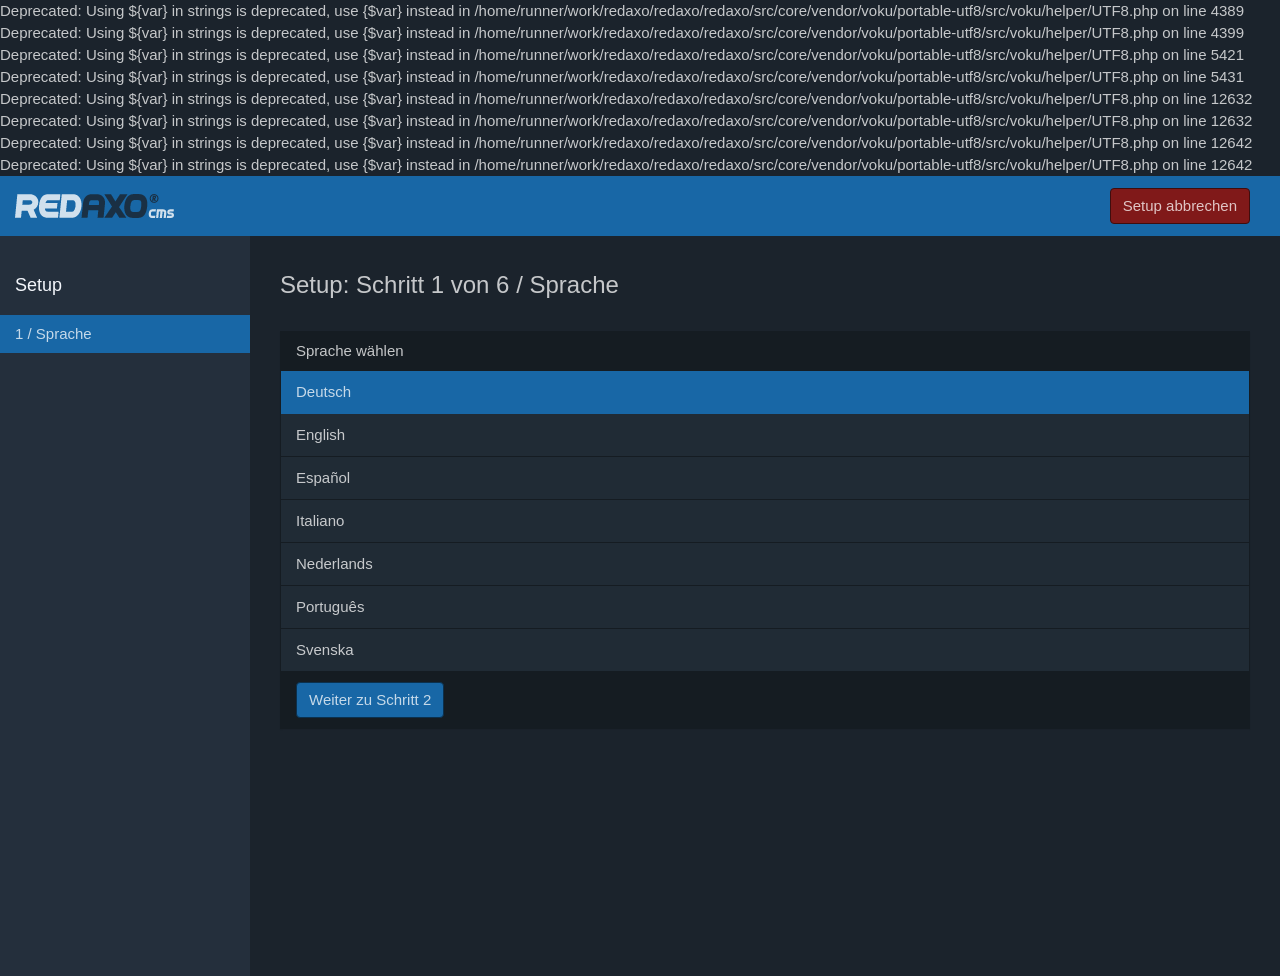 Deprecated: Using ${var} in strings is deprecated, use {$var} instead in /home/runner/work/redaxo/redaxo/redaxo/src/core/vendor/voku/portable-utf8/src/voku/helper/UTF8.php on line 4389
Deprecated: Using ${var} in strings is deprecated, use {$var} instead in /home/runner/work/redaxo/redaxo/redaxo/src/core/vendor/voku/portable-utf8/src/voku/helper/UTF8.php on line 4399
Deprecated: Using ${var} in strings is deprecated, use {$var} instead in /home/runner/work/redaxo/redaxo/redaxo/src/core/vendor/voku/portable-utf8/src/voku/helper/UTF8.php on line 5421
Deprecated: Using ${var} in strings is deprecated, use {$var} instead in /home/runner/work/redaxo/redaxo/redaxo/src/core/vendor/voku/portable-utf8/src/voku/helper/UTF8.php on line 5431
Deprecated: Using ${var} in strings is deprecated, use {$var} instead in /home/runner/work/redaxo/redaxo/redaxo/src/core/vendor/voku/portable-utf8/src/voku/helper/UTF8.php on line 12632
Deprecated: Using ${var} in strings is deprecated, use {$var} instead in /home/runner/work/redaxo/redaxo/redaxo/src/core/vendor/voku/portable-utf8/src/voku/helper/UTF8.php on line 12632
Deprecated: Using ${var} in strings is deprecated, use {$var} instead in /home/runner/work/redaxo/redaxo/redaxo/src/core/vendor/voku/portable-utf8/src/voku/helper/UTF8.php on line 12642
Deprecated: Using ${var} in strings is deprecated, use {$var} instead in /home/runner/work/redaxo/redaxo/redaxo/src/core/vendor/voku/portable-utf8/src/voku/helper/UTF8.php on line 12642
REDAXO® cms
Setup abbrechen
Setup
1 / Sprache
Setup: Schritt 1 von 6 / Sprache
Sprache wählen
Deutsch
English
Español
Italiano
Nederlands
Português
Svenska
Weiter zu Schritt 2